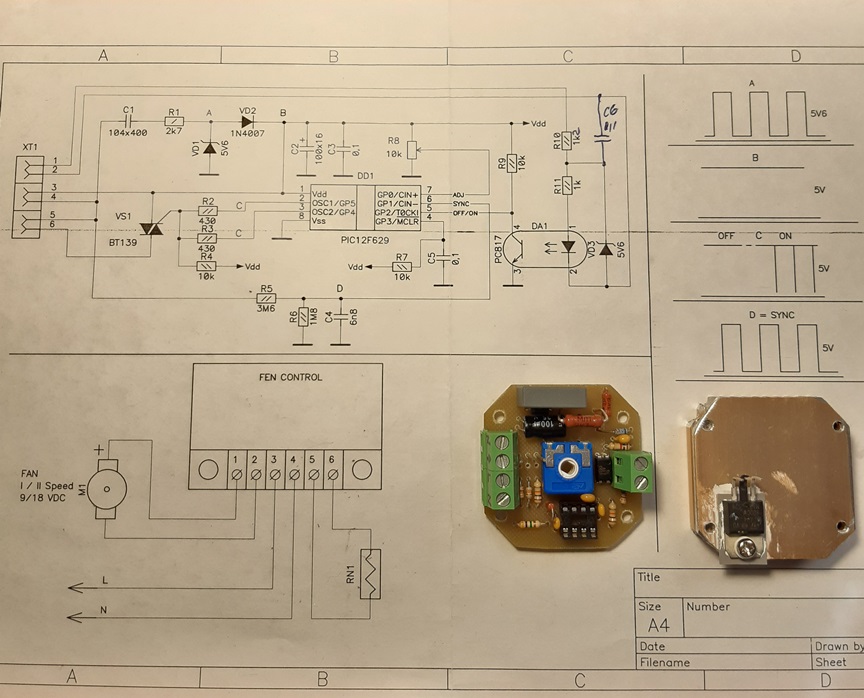 A B C D
C1 R1 A VD2 B
104x400 2k7 1N4007
VD1 5V6
C2 + 100x16
C3 0,1
R8 10k
Vdd
R9 10k
R10 1k2
C6
R11 1k
A
5V6
B
5V
OFF C ON
5V
D = SYNC
5V
XT1
1
2
3
4
5
6
VS1
BT139
R2
430
R3
430
R4
10k
C
C
Vdd
DD1
1 Vdd GP0/CIN+ 7 ADJ
2 OSC1/GP5 GP1/CIN- 6 SYNC
3 OSC2/GP4 GP2/T0CKI 5 OFF/ON
8 Vss GP3/MCLR 4
PIC12F629
Vdd R7
10k
C5 0,1
DA1
PC817
4 1
3 2
VD3 5V6
R5
3M6
D
R6 1M8
C4 6n8
FEN CONTROL
1 2 3 4 5 6
FAN
I / II Speed
9/18 VDC
+
M1
RN1
L
N
Title
Size Number
A4
Date Drawn by
Filename Sheet
A B C D